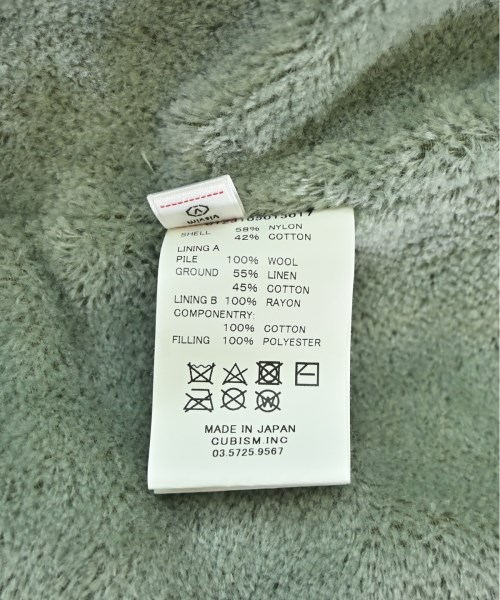 SHELL 58% NYLON
42% COTTON
LINING A
PILE 100% WOOL
GROUND 55% LINEN
45% COTTON
LINING B 100% RAYON
COMPONENTRY:
100% COTTON
FILLING 100% POLYESTER
W
MADE IN JAPAN
CUBISM.INC
03.5725.9567